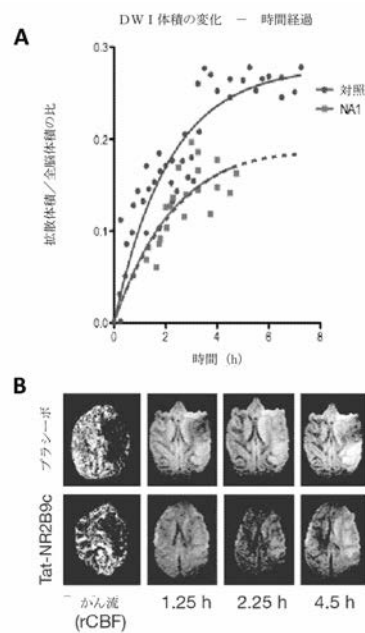 DWI体積の変化 － 時間経過
A
0.3
0.2
0.1
0.0
拡散体積／全脳体積の比
対照
NA1
0 2 4 6 8
時間 (h)
B
プラシーボ
Tat-NR2B9c
かん流
(rCBF)
1.25 h 2.25 h 4.5 h